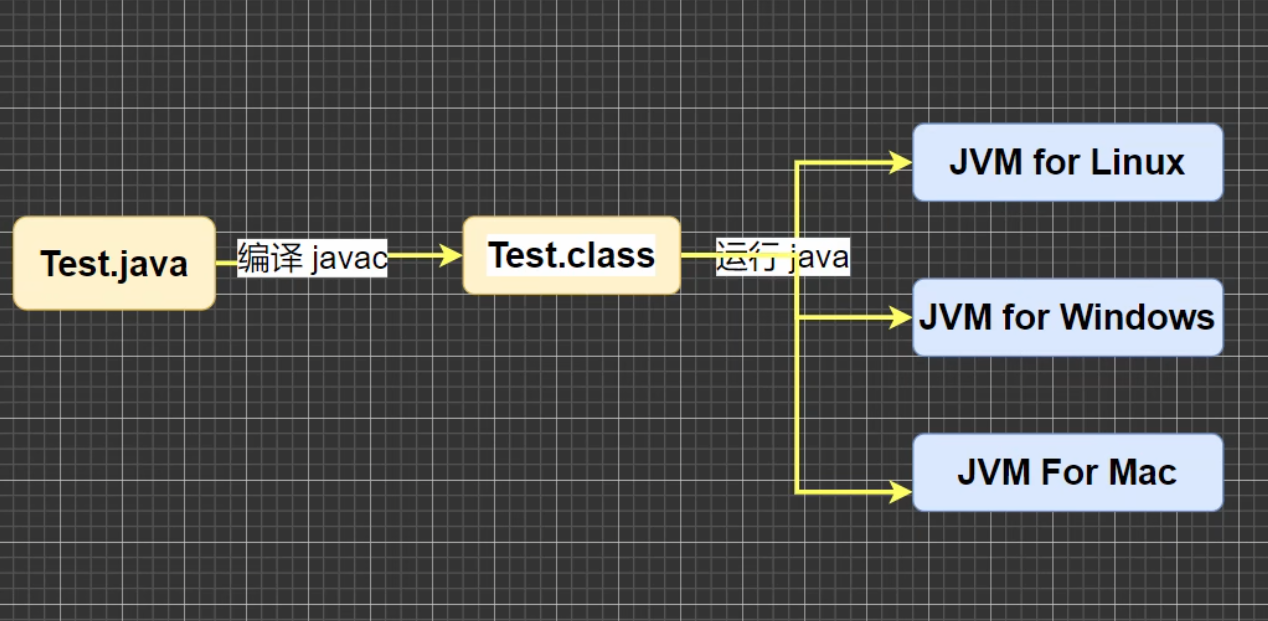 Test.java
编译 javac
Test.class
运行 java
JVM for Linux
JVM for Windows
JVM For Mac